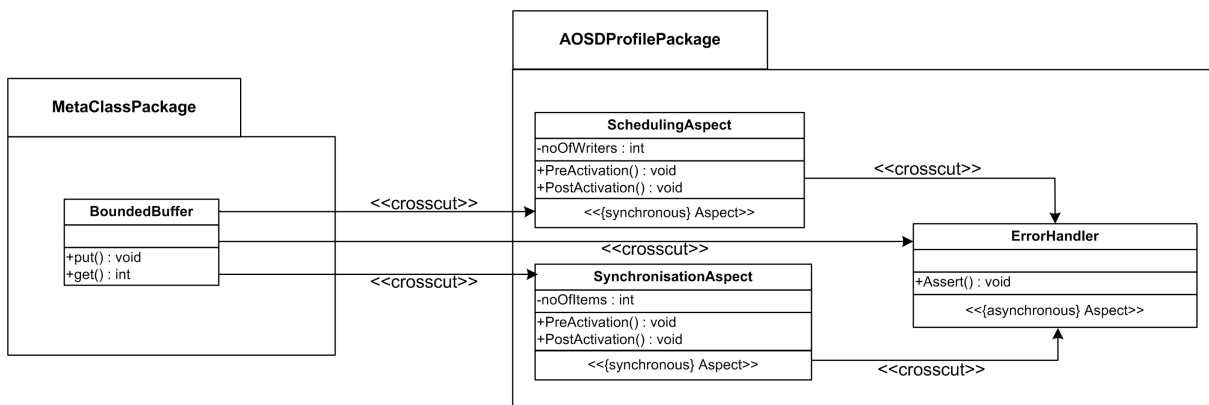 AOSDProfilePackage
MetaClassPackage
SchedulingAspect
-noOfWriters : int
+PreActivation() : void
+PostActivation() : void
<<{synchronous} Aspect>>
<<crosscut>>
BoundedBuffer
+put() : void
+get() : int
<<crosscut>>
<<crosscut>>
<<crosscut>>
ErrorHandler
+Assert() : void
<<{asynchronous} Aspect>>
SynchronisationAspect
-noOfItems : int
+PreActivation() : void
+PostActivation() : void
<<{synchronous} Aspect>>
<<crosscut>>